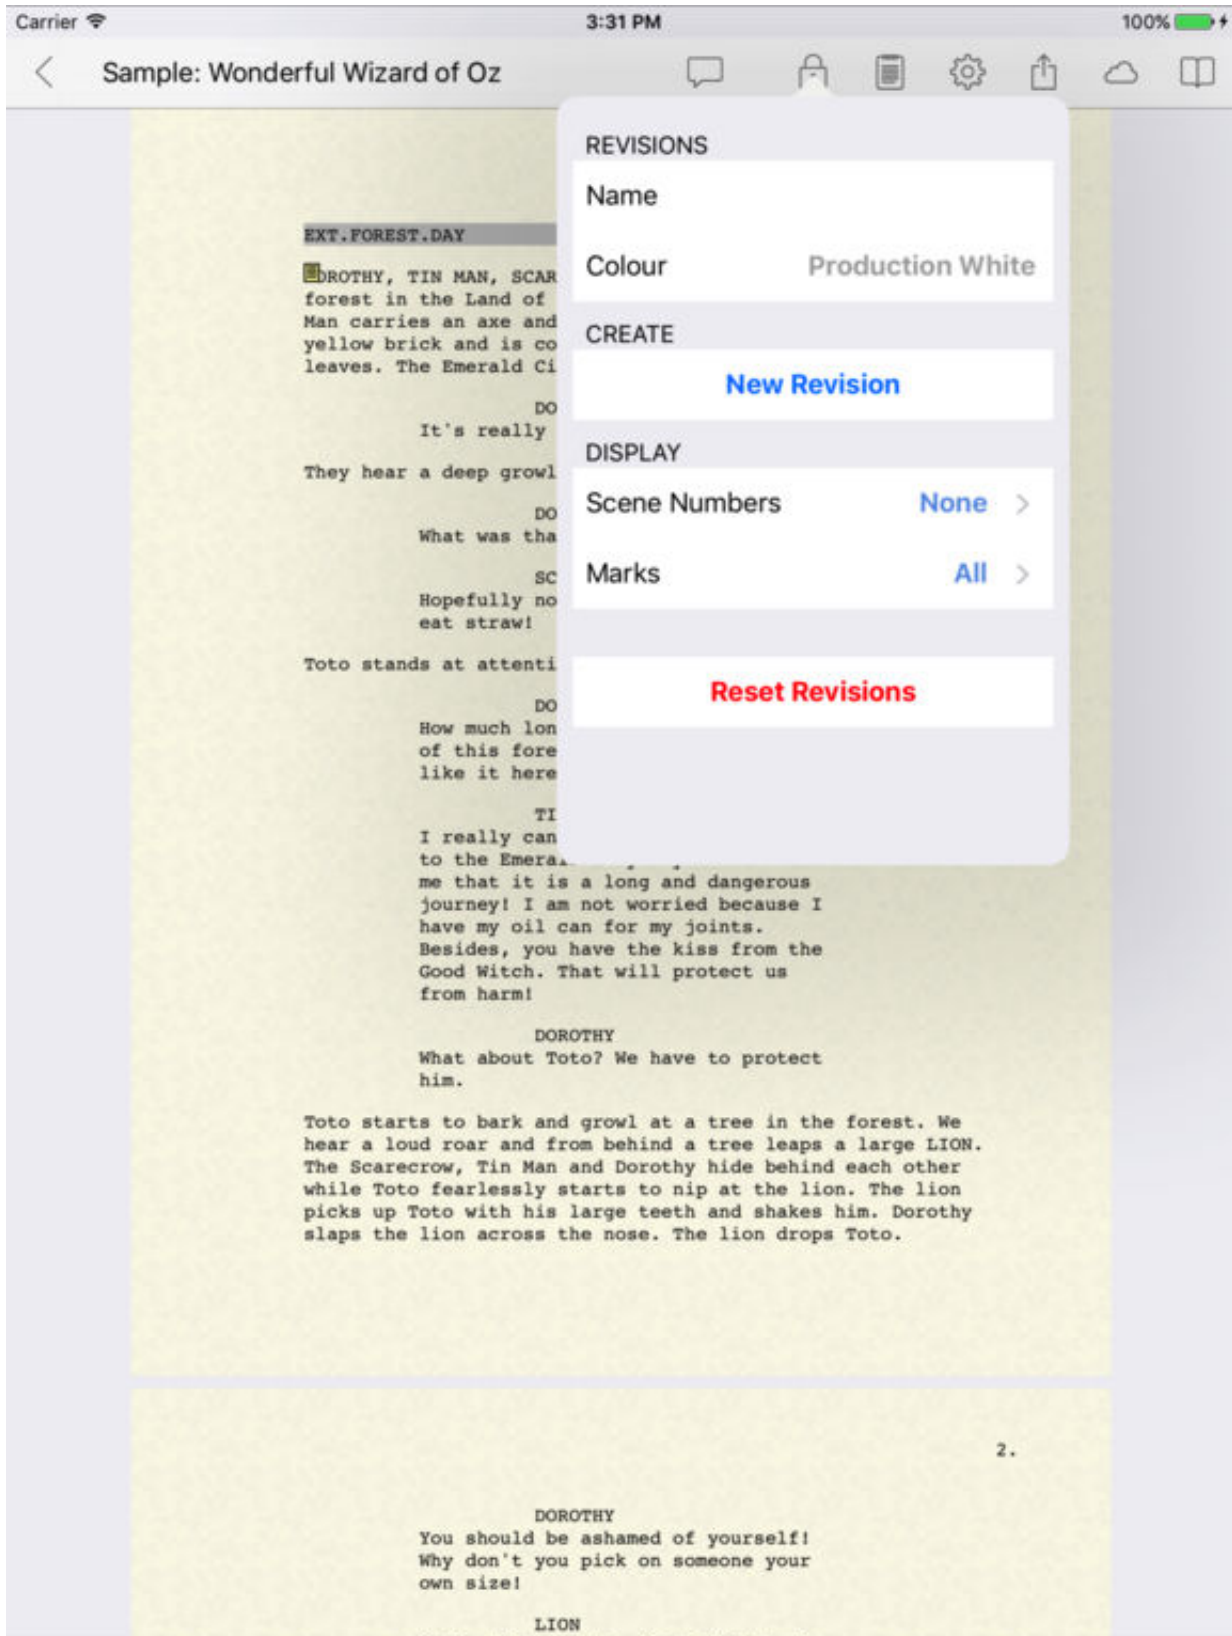 Carrier
3:31 PM
100%
Sample: Wonderful Wizard of Oz
REVISIONS
Name
Colour Production White
CREATE
New Revision
DISPLAY
Scene Numbers None
Marks All
Reset Revisions
EXT.FOREST.DAY
OROTHY, TIN MAN, SCAR
forest in the Land of
Man carries an axe and
yellow brick and is co
leaves. The Emerald Ci
DO
It's really
They hear a deep growl
DO
What was tha
SC
Hopefully no
eat straw!
Toto stands at attenti
DO
How much lon
of this fore
like it here
TI
I really can
to the Emera
me that it is a long and dangerous
journey! I am not worried because I
have my oil can for my joints.
Besides, you have the kiss from the
Good Witch. That will protect us
from harm!
DOROTHY
What about Toto? We have to protect
him.
Toto starts to bark and growl at a tree in the forest. We
hear a loud roar and from behind a tree leaps a large LION.
The Scarecrow, Tin Man and Dorothy hide behind each other
while Toto fearlessly starts to nip at the lion. The lion
picks up Toto with his large teeth and shakes him. Dorothy
slaps the lion across the nose. The lion drops Toto.
2.
DOROTHY
You should be ashamed of yourself!
Why don't you pick on someone your
own size!
LION